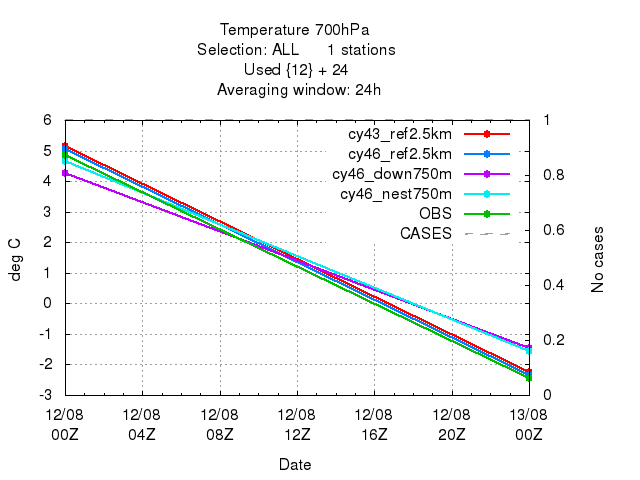 Temperature 700hPa
Selection: ALL 1 stations
Used {12} + 24
Averaging window: 24h
6 1
cy43_ref2.5km
5
cy46_ref2.5km
cy46_down750m 0.8
4
cy46_nest750m
3
OBS
0.6
CASES
2
deg C
No cases
1
0.4
0
-1
0.2
-2
-3 0
12/08 12/08 12/08 12/08 12/08 12/08 13/08
00Z 04Z 08Z 12Z 16Z 20Z 00Z
Date